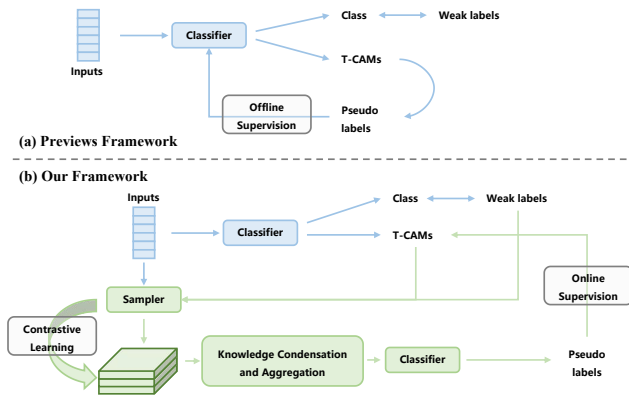 Class
Weak labels
Classifier
Inputs
T-CAMs
Offline
Supervision
Pseudo
labels
(a) Previews Framework
(b) Our Framework
Inputs
Class
Weak labels
Classifier
T-CAMs
Sampler
Online
Supervision
Contrastive
Learning
Knowledge Condensation
and Aggregation
Classifier
Pseudo
labels